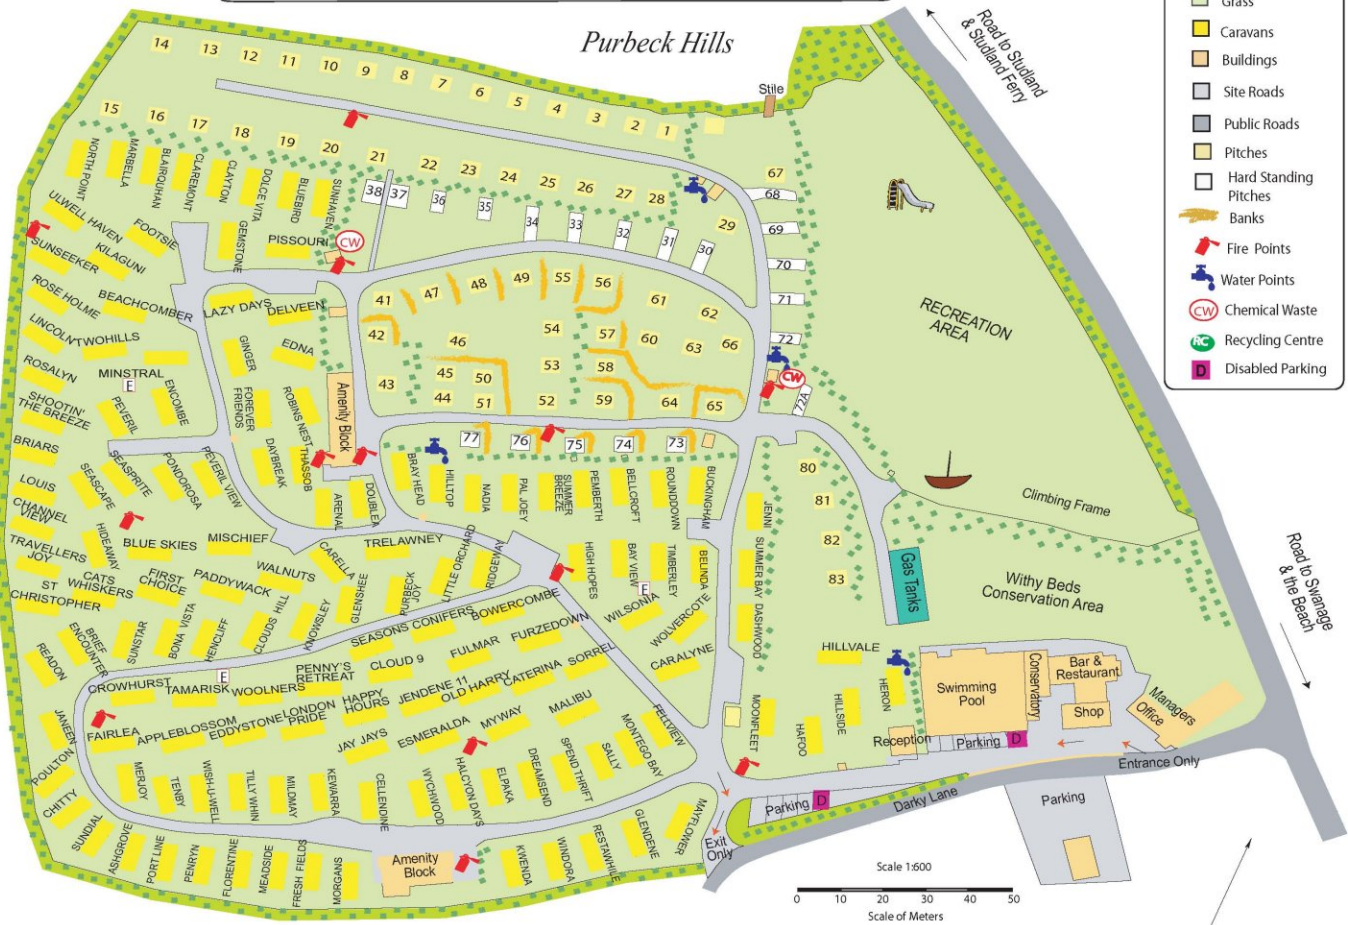 Purbeck Hills
Road to Studland
& Studland Ferry
Grass
Caravans
Buildings
Site Roads
Public Roads
Pitches
Hard Standing
Pitches
Banks
Fire Points
Water Points
CW
Chemical Waste
RC
Recycling Centre
D
Disabled Parking
Stile
14
13
12
11
10
9
8
7
6
5
4
3
2
1
15
16
17
18
19
20
21
22
23
24
25
26
27
28
29
67
68
69
70
71
72
72A
38
37
36
35
34
33
32
31
30
NORTH POINT
MARBELLA
BLAIRQUHAN
CLAREMONT
CLAYTON
DOLCE VITA
BLUEBIRD
SUNHAVEN
ULWELL HAVEN
FOOTSIE
GEMSTONE
PISSOURI
CW
SUNSEEKER
KILAGUNI
ROSE HOLME
BEACHCOMBER
LAZY DAYS
DELVEEN
LINCOLN
TWOHILLS
GINGER
EDNA
ROSALYN
MINSTRAL
E
SHOOTIN'
THE BREEZE
PEVERIL
ENCOMBE
FOREVER
FRIENDS
ROBINS NEST
Amenity Block
41
47
48
49
55
56
61
62
42
46
54
57
60
63
66
43
45
50
53
58
44
51
52
59
64
65
CW
77
76
75
74
73
RECREATION
AREA
80
81
82
83
Climbing Frame
Gas Tanks
Withy Beds
Conservation Area
Road to Swanage
& the Beach
BRIARS
LOUIS
CHANNEL
VIEW
TRAVELLERS
JOY
ST
CHRISTOPHER
SEASCAPE
SEASPRITE
PONDOROSA
PEVERIL VIEW
DAYBREAK
THASSOB
ARENAL
DOUBLEA
BRAY HEAD
HILLTOP
NADIA
PAL JOEY
SUMMER
BREEZE
PEMBERTH
BELLCROFT
ROUNDDOWN
BUCKINGHAM
JENNI
HIDEAWAY
BLUE SKIES
MISCHIEF
CARELLA
TRELAWNEY
LITTLE ORCHARD
RIDGEWAY
HIGH HOPES
BAY VIEW
TIMBERLEY
BELINDA
SUMMER BAY
DASHWOOD
E
CATS
WHISKERS
FIRST
CHOICE
PADDYWACK
WALNUTS
GLENSHEE
PURBECK
JOY
BRIEF
ENCOUNTER
SUNSTAR
BONA VISTA
HENCLIFF
CLOUDS HILL
KNOWSLEY
SEASONS
CONIFERS
BOWERCOMBE
WILSONIA
WOLVERCOTE
READON
E
CROWHURST
TAMARISK
WOOLNERS
PENNY'S
RETREAT
CLOUD 9
FULMAR
FURZEDOWN
CARALYNE
HILLVALE
JANEEN
FAIRLEA
APPLEBLOSSOM
EDDYSTONE
LONDON
PRIDE
HAPPY
HOURS
JENDENE 11
OLD HARRY
CATERINA
SORREL
MOONFLEET
HAFOO
HILLSIDE
HERON
POULTON
JAY JAYS
ESMERALDA
MYWAY
MALIBU
MONTEGO BAY
FELLVIEW
CHITTY
MERJOY
TENBY
WISH-U-WELL
TILLY WHIN
MILDMAY
KEWARRA
CELLENDINE
WYCHWOOD
HALCYON DAYS
ELPAKA
DREAMSEND
SPEND THRIFT
SALLY
SUNDIAL
ASHGROVE
PORT LINE
PENRYN
FLORENTINE
MEADSIDE
FRESH FIELDS
MORGANS
Amenity
Block
KWENDA
WINDORA
RESTAWHILE
GLENDENE
MAYFLOWER
Swimming
Pool
Conservatory
Bar &
Restaurant
Shop
Managers
Office
Reception
Parking
D
Entrance Only
Parking
D
Darky Lane
Parking
Exit
Only
Scale 1:600
0
10
20
30
40
50
Scale of Meters